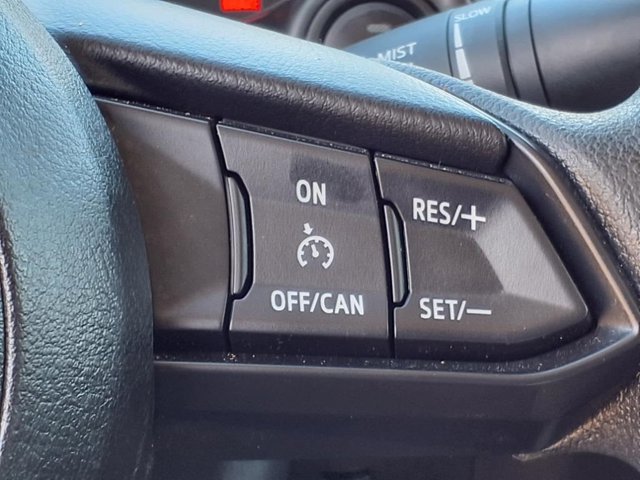 SLOW
MIST
ON
RES/+
OFF/CAN
SET/—